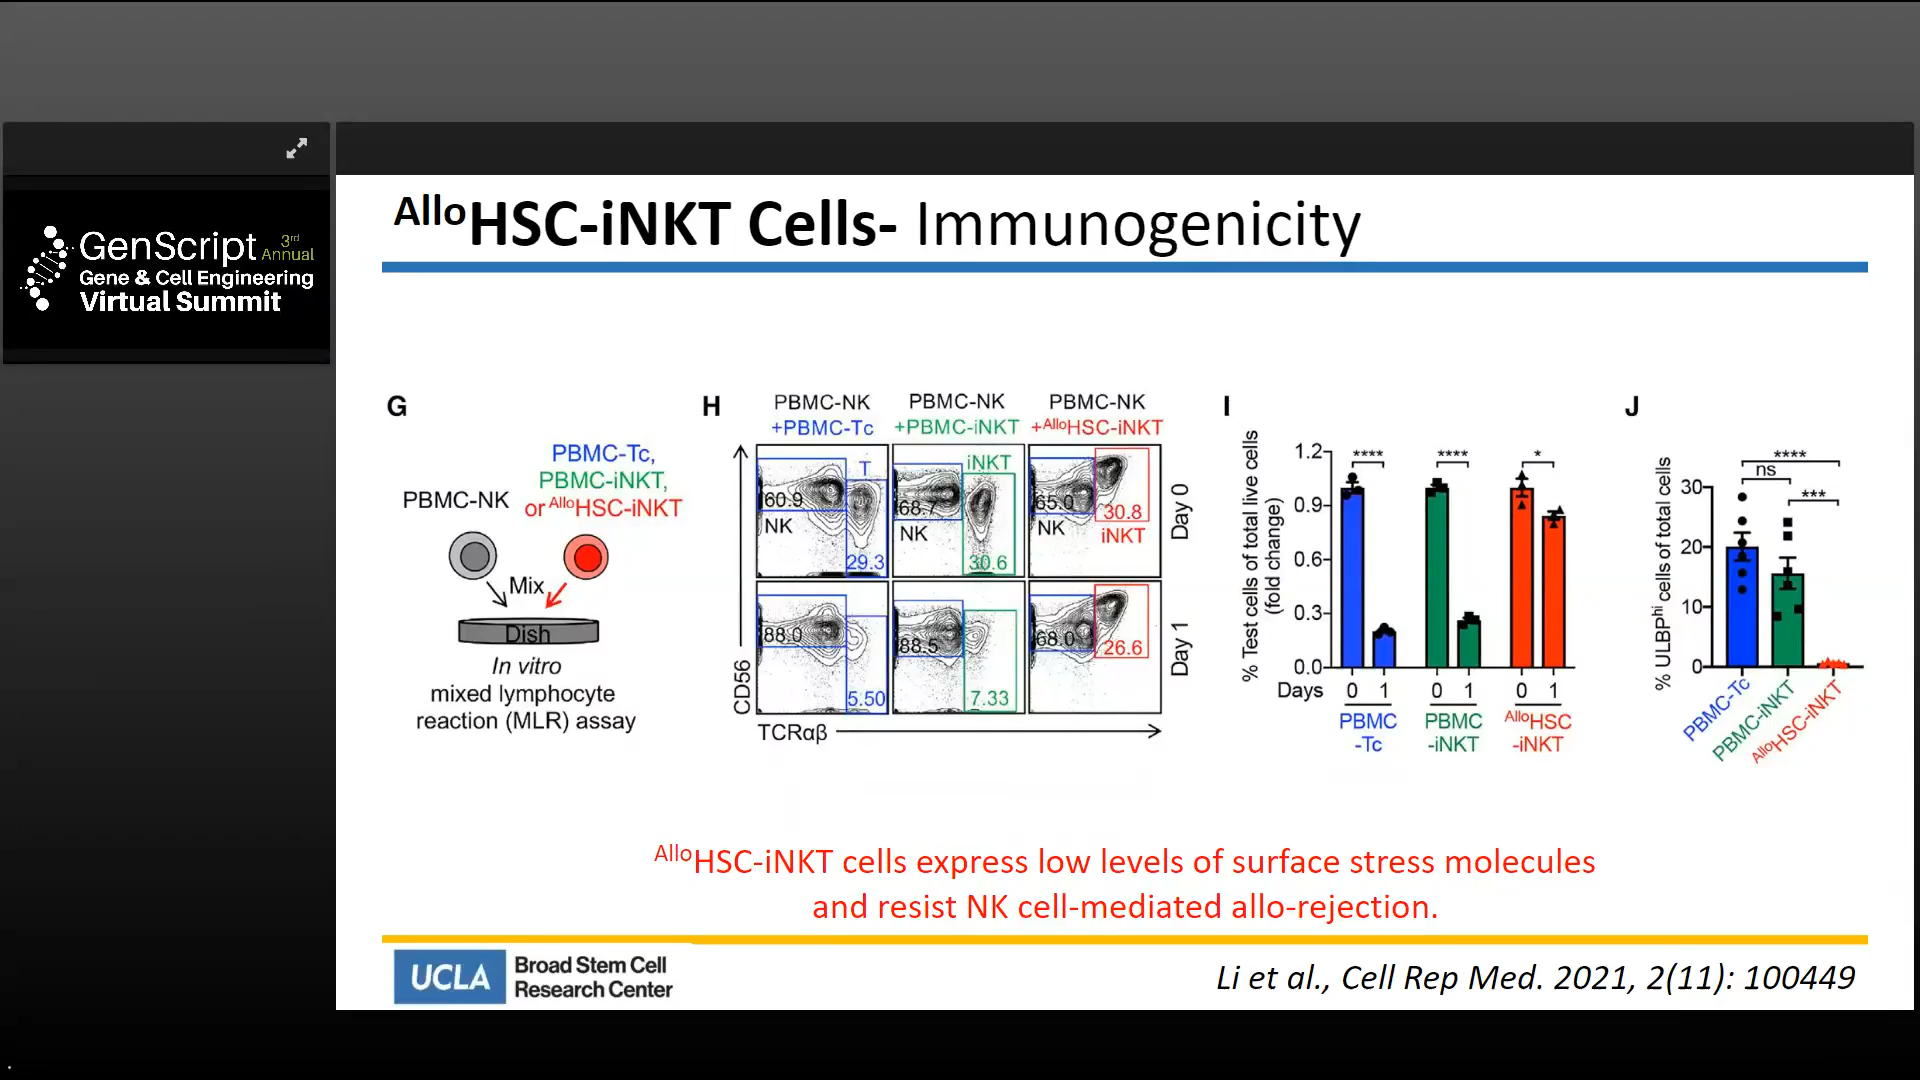 GenScript 3rd Annual
Gene & Cell Engineering
Virtual Summit
AlloHSC-iNKT Cells- Immunogenicity
G
PBMC-Tc,
PBMC-iNKT,
or AlloHSC-iNKT
PBMC-NK
Mix
Dish
In vitro
mixed lymphocyte
reaction (MLR) assay
H
PBMC-NK
+PBMC-Tc
PBMC-NK
+PBMC-iNKT
PBMC-NK
+AlloHSC-iNKT
60.9
NK
T
29.3
68.7
NK
iNKT
30.6
65.0
NK
30.8
iNKT
Day 0
88.0
5.50
88.5
7.33
68.0
26.6
Day 1
CD56
TCRαβ
I
% Test cells of total live cells
(fold change)
1.2
0.9
0.6
0.3
0.0
**** **** *
Days 0 1 0 1 0 1
PBMC
-Tc
PBMC
-iNKT
AlloHSC
-iNKT
J
% ULBPhi cells of total cells
30
20
10
0
****
ns
***
PBMC-Tc
PBMC-iNKT
AlloHSC-iNKT
AlloHSC-iNKT cells express low levels of surface stress molecules
and resist NK cell-mediated allo-rejection.
UCLA
Broad Stem Cell
Research Center
Li et al., Cell Rep Med. 2021, 2(11): 100449